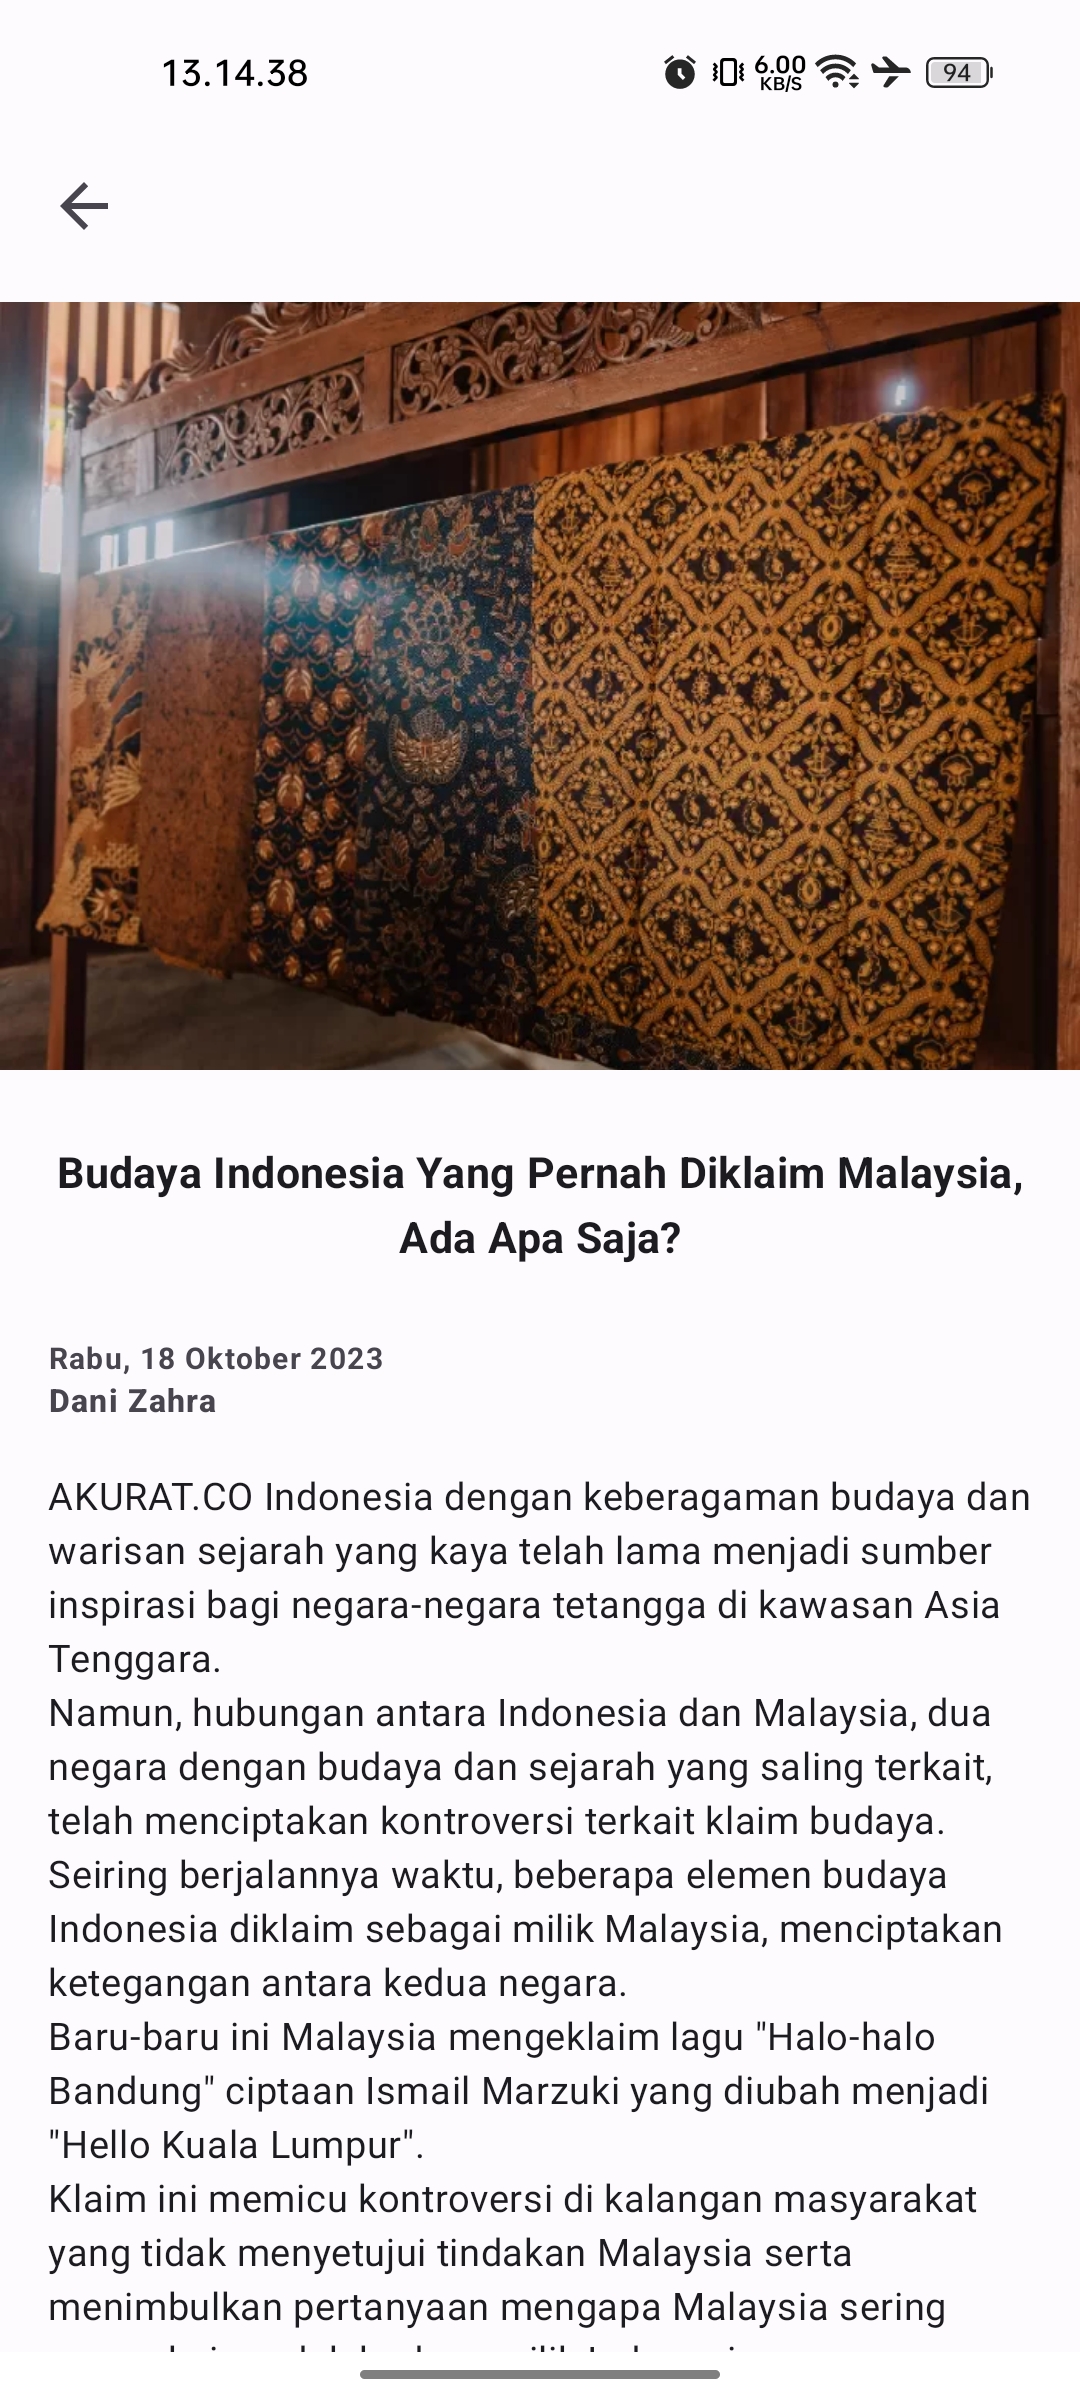 13.14.38
6.00
KB/S
94
Budaya Indonesia Yang Pernah Diklaim Malaysia,
Ada Apa Saja?
Rabu, 18 Oktober 2023
Dani Zahra
AKURAT.CO Indonesia dengan keberagaman budaya dan
warisan sejarah yang kaya telah lama menjadi sumber
inspirasi bagi negara-negara tetangga di kawasan Asia
Tenggara.
Namun, hubungan antara Indonesia dan Malaysia, dua
negara dengan budaya dan sejarah yang saling terkait,
telah menciptakan kontroversi terkait klaim budaya.
Seiring berjalannya waktu, beberapa elemen budaya
Indonesia diklaim sebagai milik Malaysia, menciptakan
ketegangan antara kedua negara.
Baru-baru ini Malaysia mengeklaim lagu "Halo-halo
Bandung" ciptaan Ismail Marzuki yang diubah menjadi
"Hello Kuala Lumpur".
Klaim ini memicu kontroversi di kalangan masyarakat
yang tidak menyetujui tindakan Malaysia serta
menimbulkan pertanyaan mengapa Malaysia sering